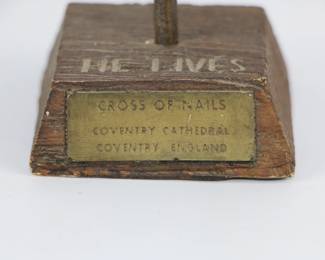 HE LIVES
CROSS OF NAILS
COVENTRY CATHEDRAL
COVENTRY ENGLAND